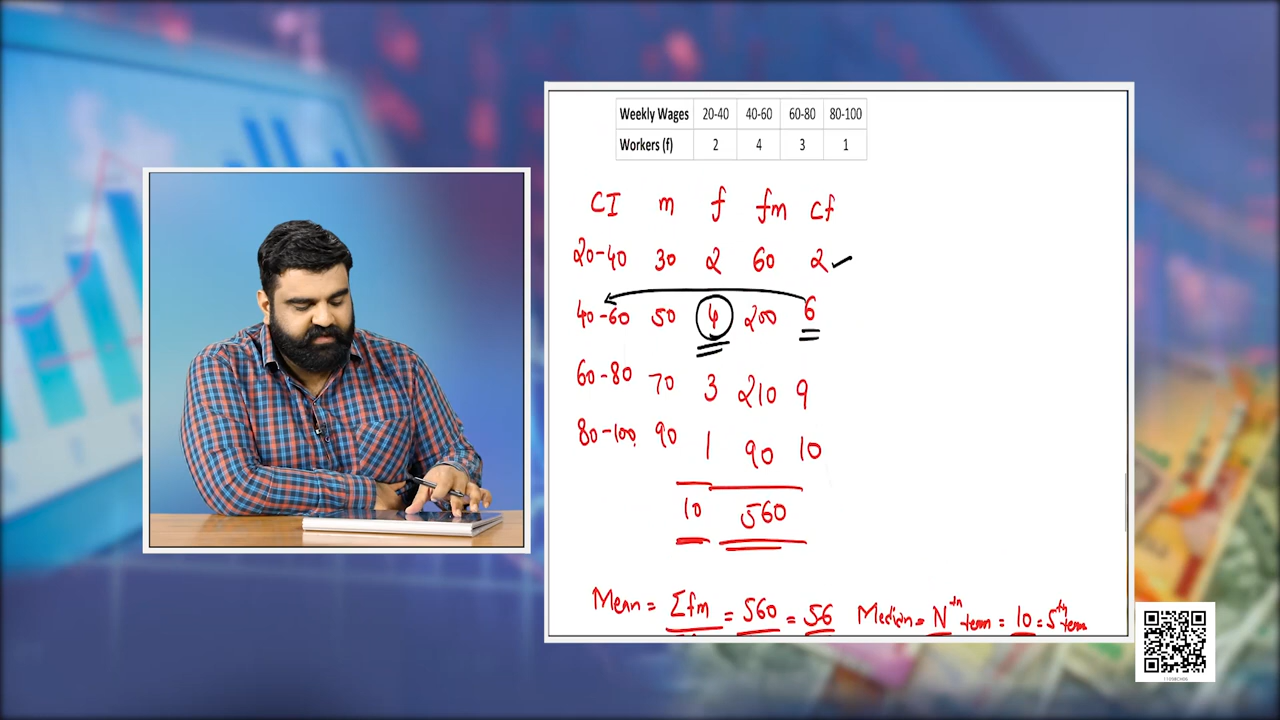 Weekly Wages 20-40 40-60 60-80 80-100
Workers (f) 2 4 3 1
CI m f fm Cf
20-40 30 2 60 2
40-60 50 4 200 6
60-80 70 3 210 9
80-100 90 1 90 10
10 560
Mean = Σfm = 560 = 56 Median = Nth term = 10 = 5th term